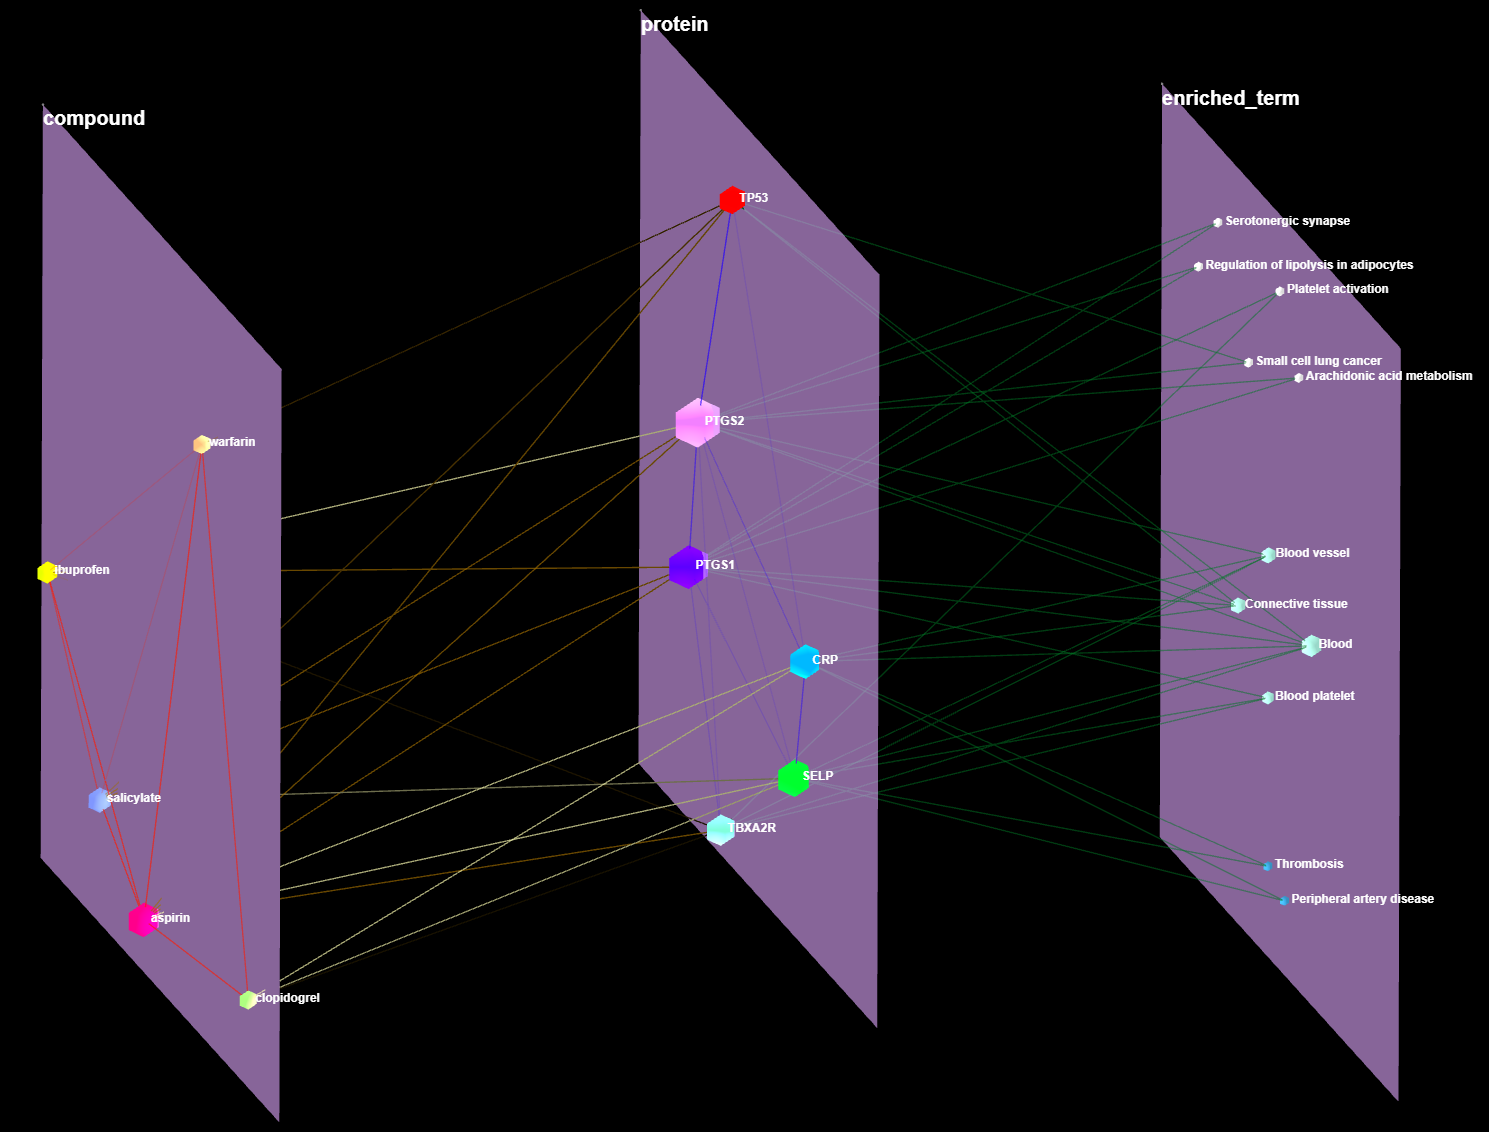 protein
enriched_term
compound
TP53
Serotonergic synapse
Regulation of lipolysis in adipocytes
Platelet activation
Small cell lung cancer
Arachidonic acid metabolism
PTGS2
warfarin
Blood vessel
PTGS1
ibuprofen
Connective tissue
Blood
CRP
Blood platelet
SELP
salicylate
TBXA2R
Thrombosis
Peripheral artery disease
aspirin
clopidogrel